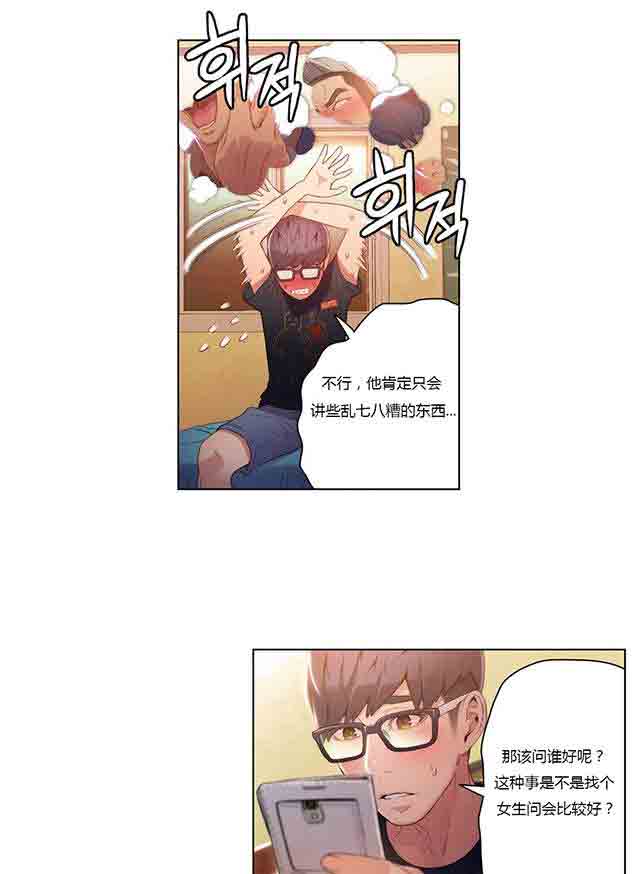 휘적
휘적
不行，他肯定只会
讲些乱七八糟的东西...
那该问谁好呢？
这种事是不是找个
女生问会比较好？